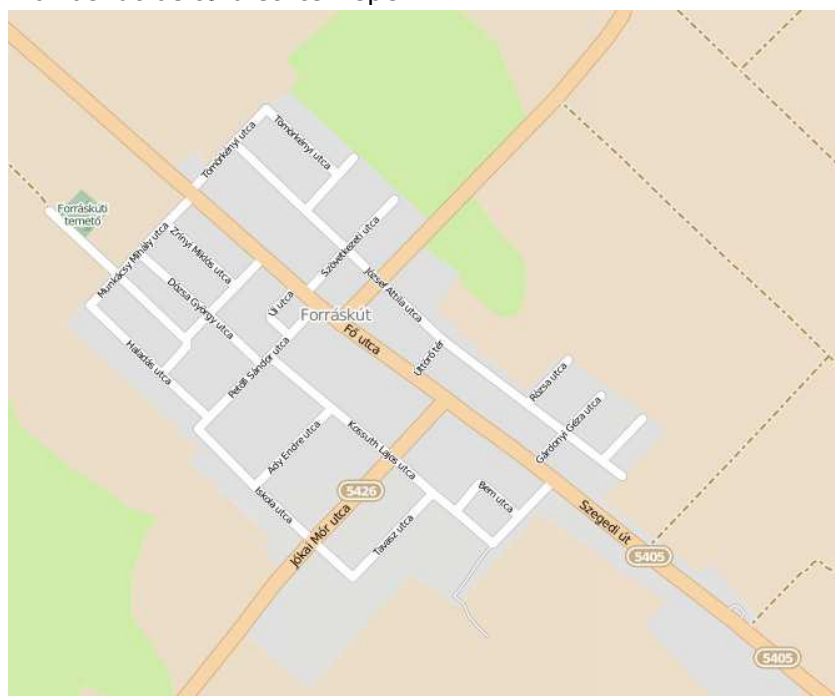 Tömörkényi utca
Tömörkényi utca
Forráskúti
temető
Munkácsy Mihály utca
Zrínyi Miklós utca
Szövetkezeti utca
József Attila utca
Dózsa György utca
Új utca
Forráskút
Fő utca
Úttörő tér
Haladás utca
Petőfi Sándor utca
Rózsa utca
Gárdonyi Géza utca
Ady Endre utca
Kossuth Lajos utca
Iskola utca
5426
Bem utca
Jókai Mór utca
Tavasz utca
Szegedi út
5405
5405